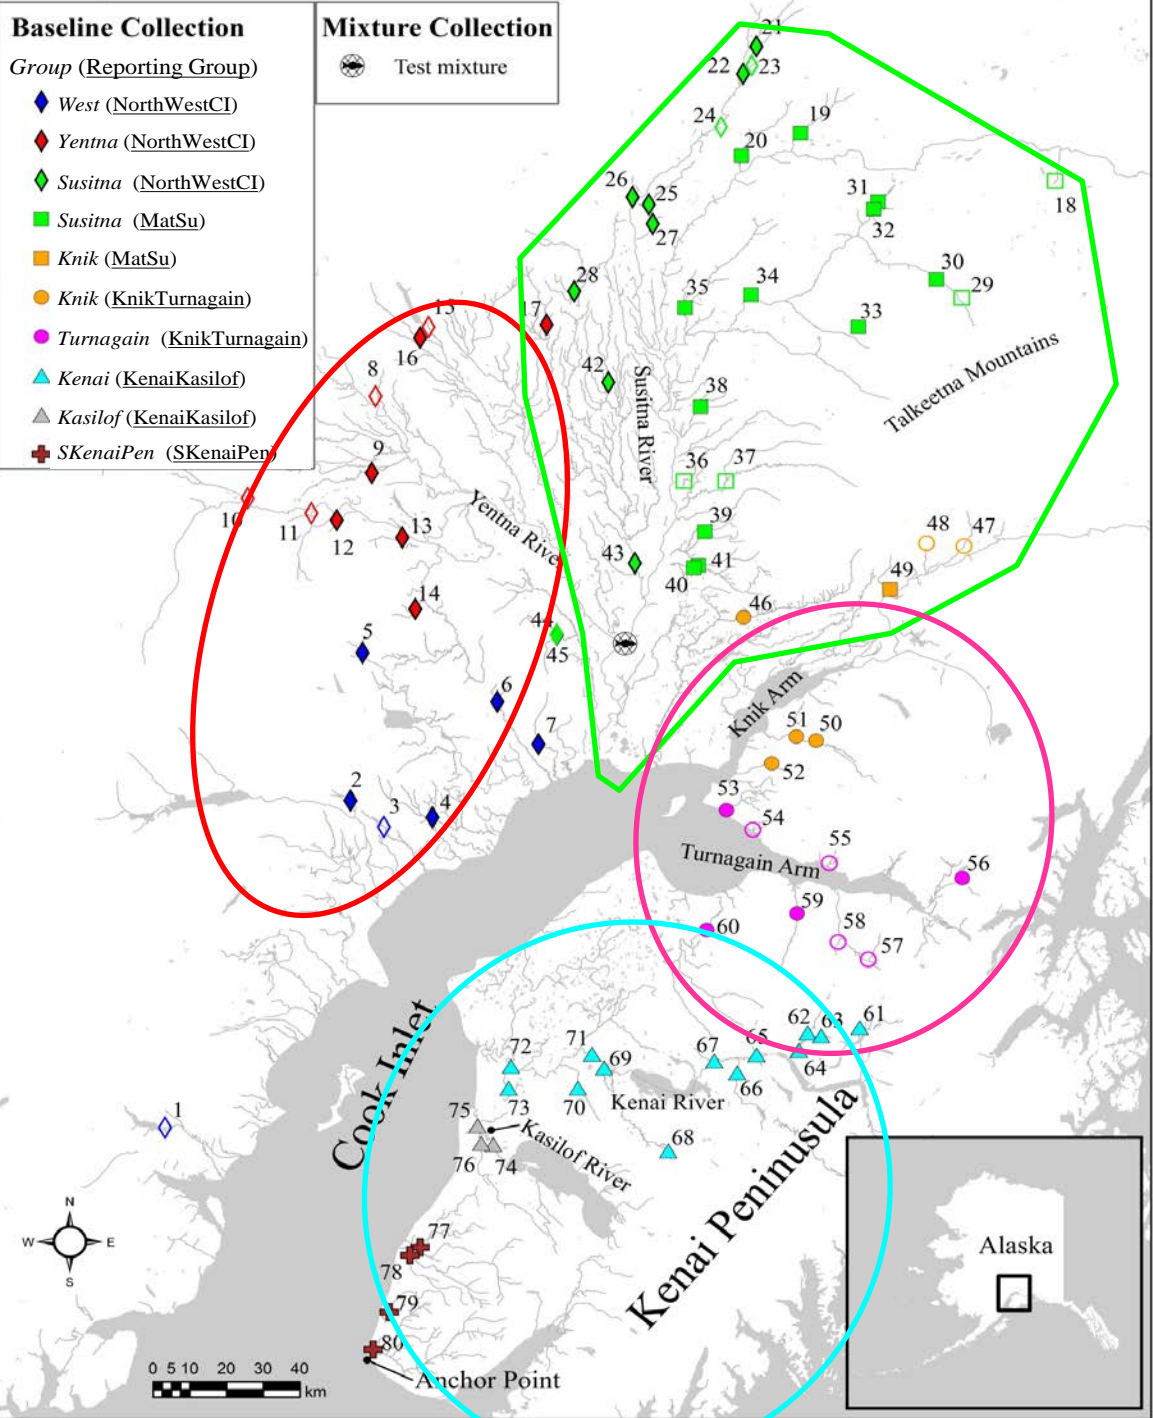 Baseline Collection
Group (Reporting Group)
West (NorthWestCI)
Yentna (NorthWestCI)
Susitna (NorthWestCI)
Susitna (MatSu)
Knik (MatSu)
Knik (KnikTurnagain)
Turnagain (KnikTurnagain)
Kenai (KenaiKasilof)
Kasilof (KenaiKasilof)
SKenaiPen (SKenaiPen)
Mixture Collection
Test mixture
21
22
23
24
19
20
18
26
25
27
31
32
30
29
28
35
34
33
17
15
16
8
42
38
Susitna River
Talkeetna Mountains
9
36
37
10
11
12
13
Yentna River
39
48
47
43
41
40
49
14
46
44
45
5
6
7
Knik Arm
51
50
52
2
3
4
53
54
55
Turnagain Arm
56
59
58
57
60
Cook Inlet
61
62
63
64
65
66
67
71
69
70
72
73
Kenai River
68
75
76
74
Kasilof River
1
Kenai Peninusula
77
78
79
80
Anchor Point
N
W
E
S
0 5 10 20 30 40
km
Alaska